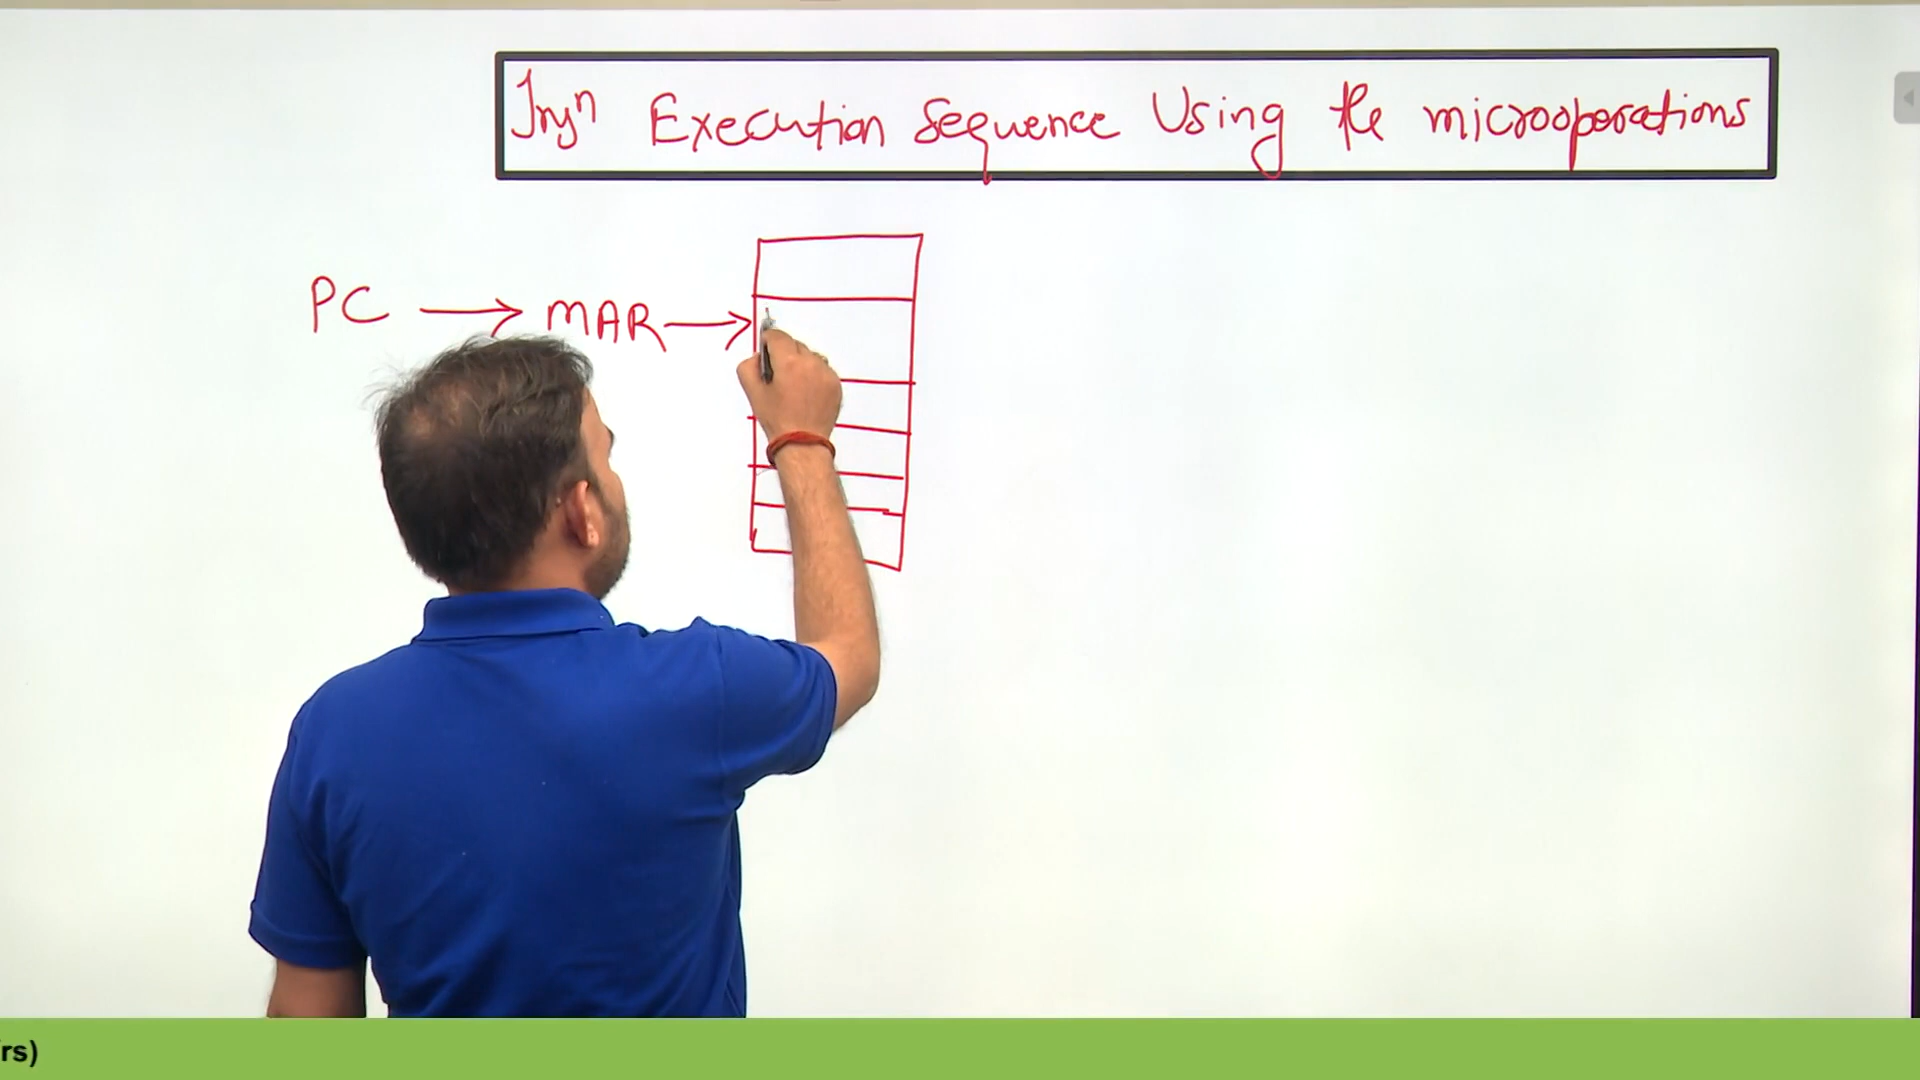 Insⁿ Execution Sequence Using the microoperations
PC → MAR →
rs)